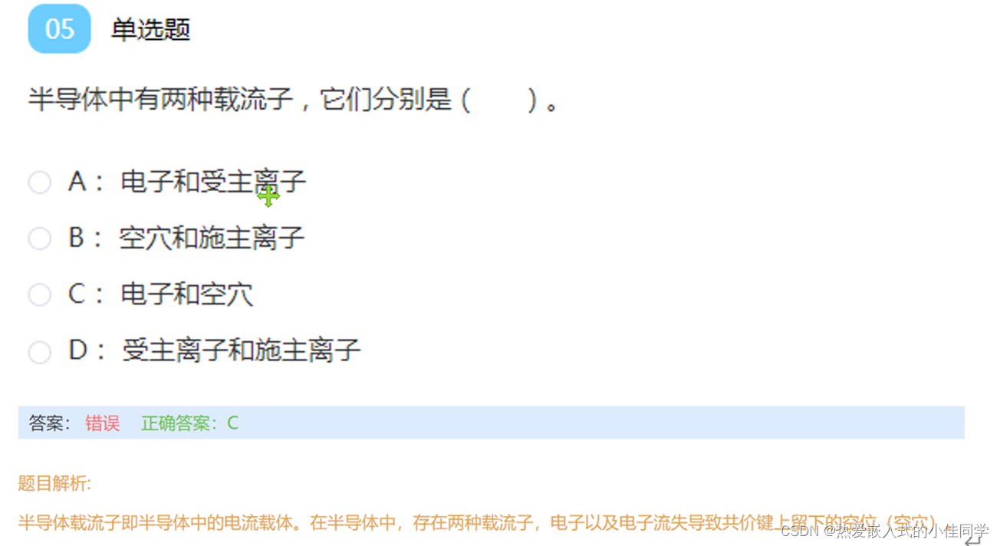 05 单选题
半导体中有两种载流子，它们分别是（　　）。
A： 电子和受主离子
B： 空穴和施主离子
C： 电子和空穴
D： 受主离子和施主离子
答案： 错误 正确答案：C
题目解析:
半导体载流子即半导体中的电流载体。在半导体中，存在两种载流子，电子以及电子流失导致共价键上留下的空位（空穴）。
CSDN @热爱嵌入式的小佳同学